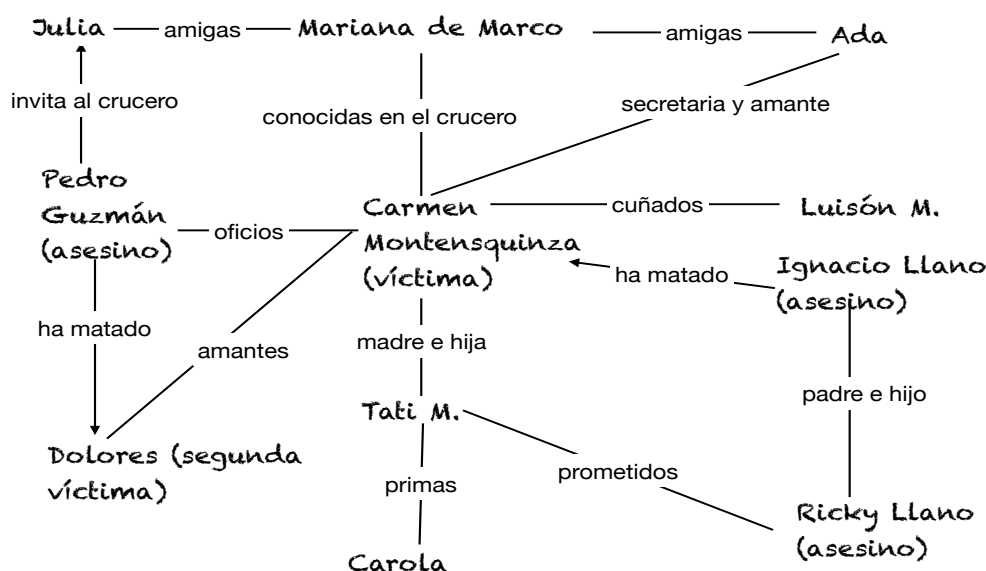 Julia amigas Mariana de Marco amigas Ada
invita al crucero
conocidas en el crucero
secretaria y amante
Pedro
Guzmán
(asesino)
oficios
Carmen
Montensquinza
(víctima)
cuñados
Luisón M.
Ignacio Llano
(asesino)
ha matado
ha matado
amantes
madre e hija
padre e hijo
Tati M.
Dolores (segunda
víctima)
primas
prometidos
Ricky Llano
(asesino)
Carola